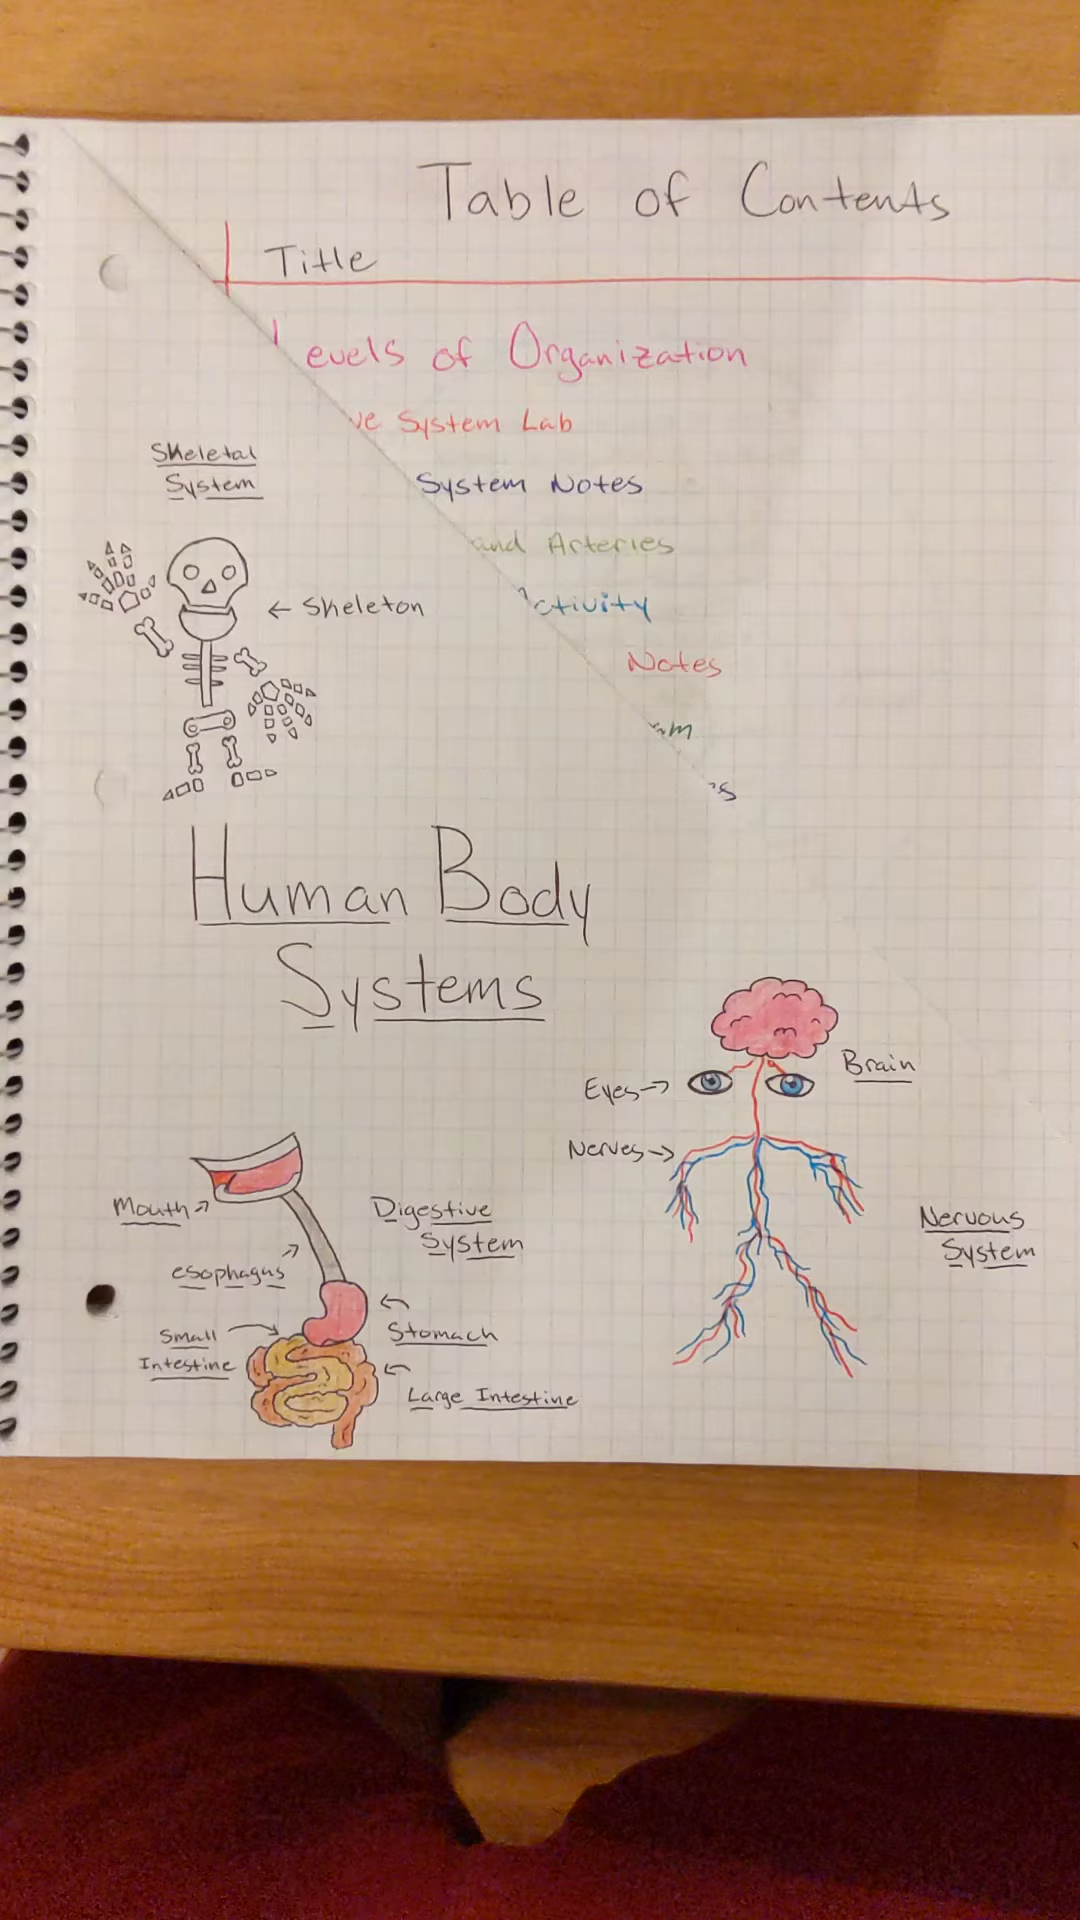 Table of Contents
Title
evels of Organization
ve System Lab
System Notes
and Arteries
ctivity
Notes
Skeletal
System
← Skeleton
Human Body
Systems
Brain
Eyes→
Nerves→
Nervous
System
Mouth→
Digestive
System
esophagus
Stomach
Small
Intestine
Large Intestine